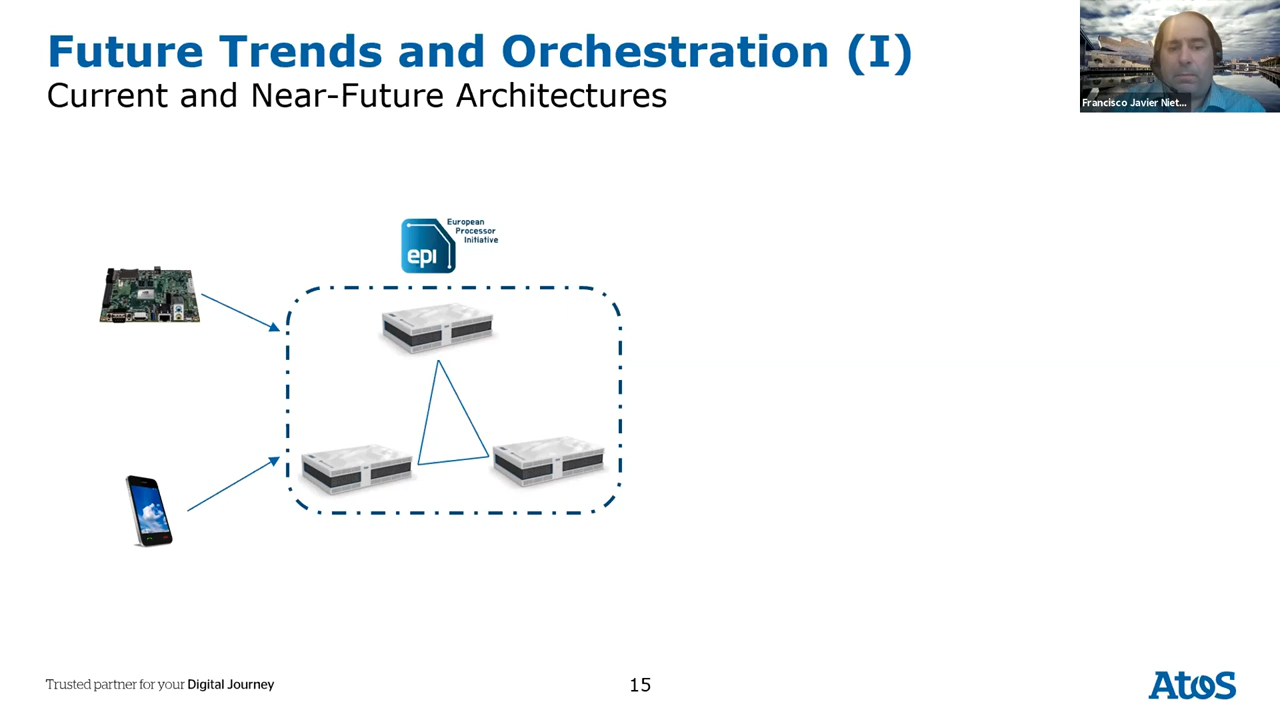 Future Trends and Orchestration (I)
Current and Near-Future Architectures
Francisco Javier Niet...
European
Processor
Initiative
epi
Trusted partner for your Digital Journey
15
Atos